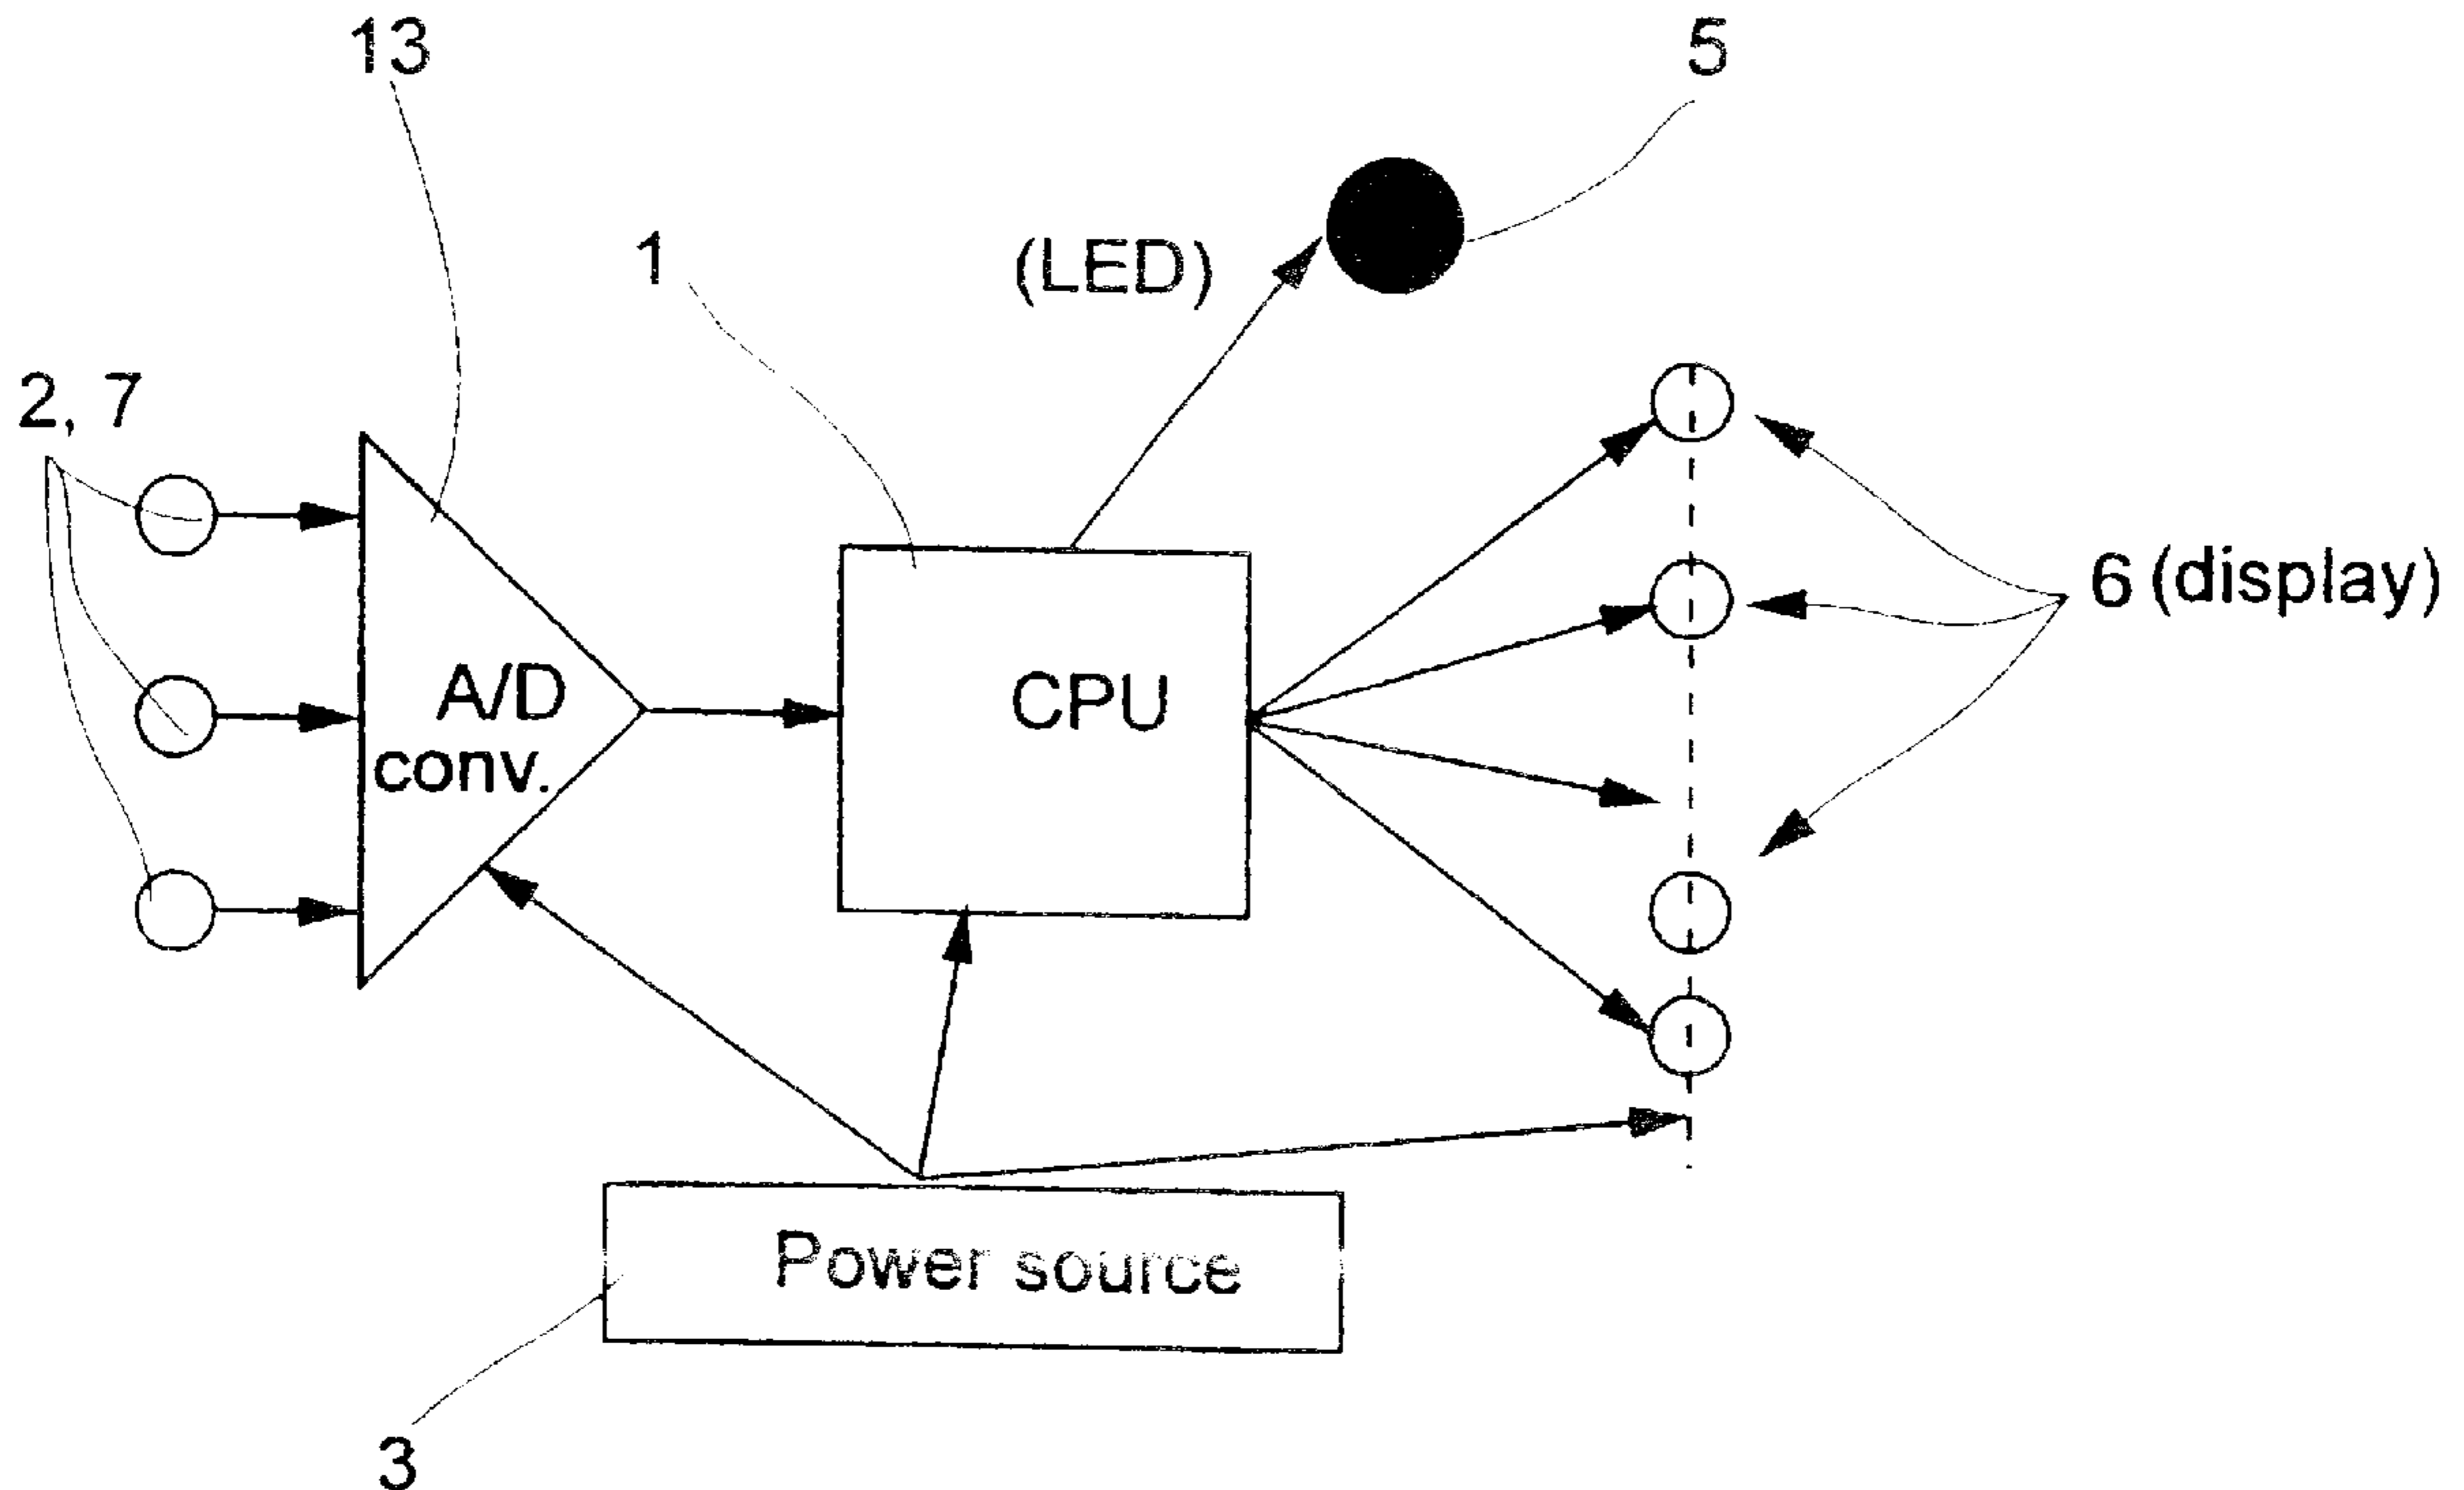 13
5
1
(LED)
2, 7
6 (display)
A/D
conv.
CPU
Power source
3